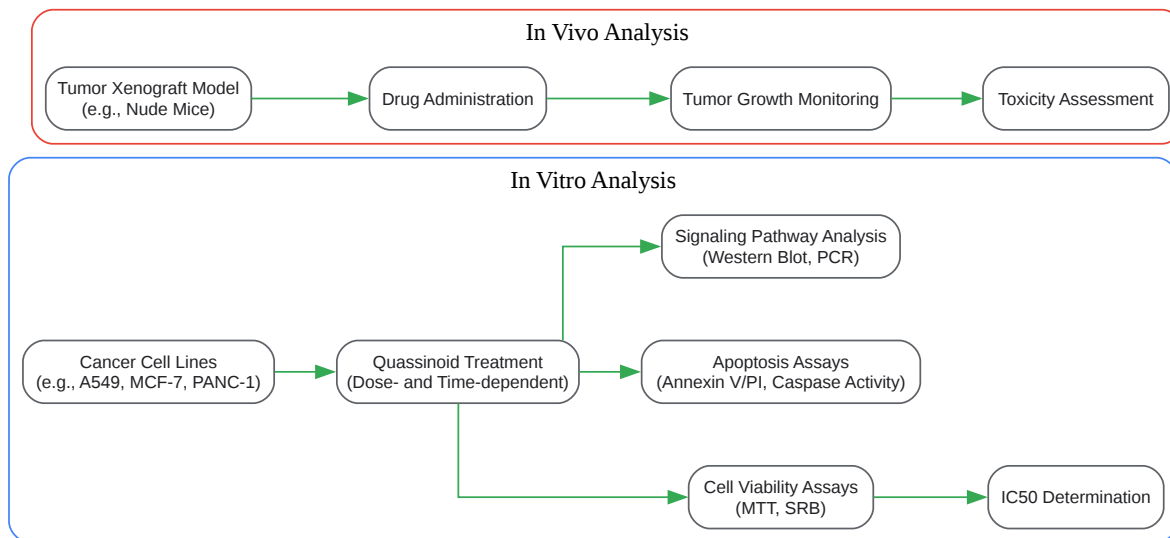 In Vivo Analysis
Tumor Xenograft Model
(e.g., Nude Mice)
Drug Administration
Tumor Growth Monitoring
Toxicity Assessment
In Vitro Analysis
Signaling Pathway Analysis
(Western Blot, PCR)
Cancer Cell Lines
(e.g., A549, MCF-7, PANC-1)
Quassinoid Treatment
(Dose- and Time-dependent)
Apoptosis Assays
(Annexin V/PI, Caspase Activity)
Cell Viability Assays
(MTT, SRB)
IC50 Determination